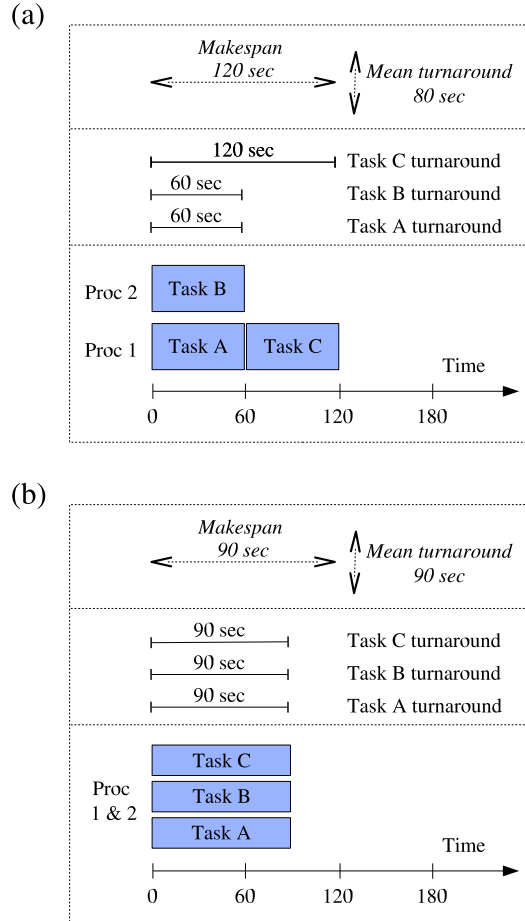 (a)
Makespan
120 sec
Mean turnaround
80 sec
120 sec
Task C turnaround
60 sec
Task B turnaround
60 sec
Task A turnaround
Proc 2
Task B
Proc 1
Task A
Task C
Time
0
60
120
180
(b)
Makespan
90 sec
Mean turnaround
90 sec
90 sec
Task C turnaround
90 sec
Task B turnaround
90 sec
Task A turnaround
Proc
1 & 2
Task C
Task B
Task A
Time
0
60
120
180